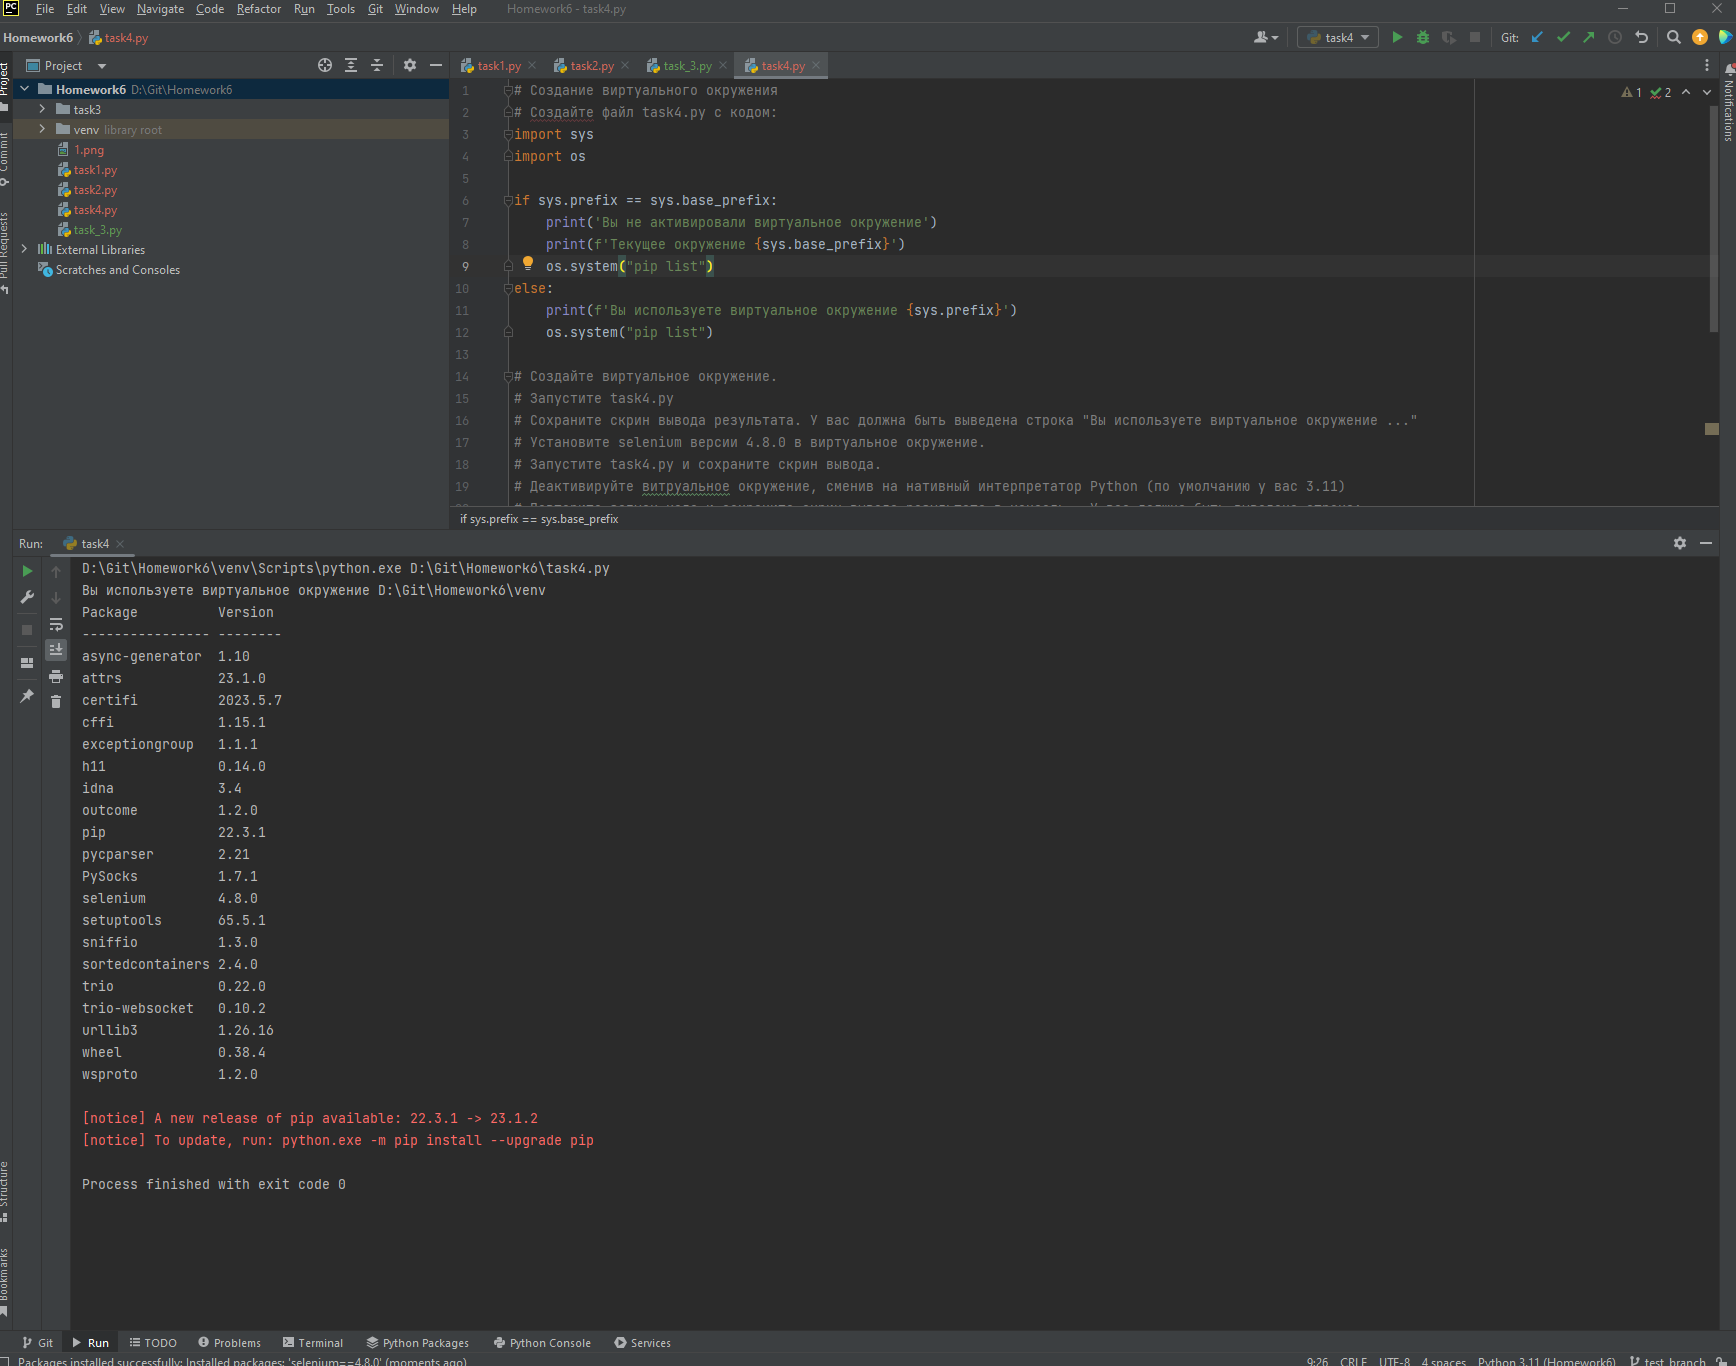 PC File Edit View Navigate Code Refactor Run Tools Git Window Help Homework6 - task4.py
Homework6 task4.py task4 Git:
Project task1.py task2.py task_3.py task4.py
Project
Commit
Pull Requests
Structure
Bookmarks
Notifications
Homework6 D:\Git\Homework6
task3
venv library root
1.png
task1.py
task2.py
task4.py
task_3.py
External Libraries
Scratches and Consoles
1 2
1 # Создание виртуального окружения
2 # Создайте файл task4.py с кодом:
3 import sys
4 import os
5
6 if sys.prefix == sys.base_prefix:
7 print('Вы не активировали виртуальное окружение')
8 print(f'Текущее окружение {sys.base_prefix}')
9 os.system("pip list")
10 else:
11 print(f'Вы используете виртуальное окружение {sys.prefix}')
12 os.system("pip list")
13
14 # Создайте виртуальное окружение.
15 # Запустите task4.py
16 # Сохраните скрин вывода результата. У вас должна быть выведена строка "Вы используете виртуальное окружение ..."
17 # Установите selenium версии 4.8.0 в виртуальное окружение.
18 # Запустите task4.py и сохраните скрин вывода.
19 # Деактивируйте витруальное окружение, сменив на нативный интерпретатор Python (по умолчанию у вас 3.11)
if sys.prefix == sys.base_prefix
Run: task4
D:\Git\Homework6\venv\Scripts\python.exe D:\Git\Homework6\task4.py
Вы используете виртуальное окружение D:\Git\Homework6\venv
Package Version
---------------- --------
async-generator 1.10
attrs 23.1.0
certifi 2023.5.7
cffi 1.15.1
exceptiongroup 1.1.1
h11 0.14.0
idna 3.4
outcome 1.2.0
pip 22.3.1
pycparser 2.21
PySocks 1.7.1
selenium 4.8.0
setuptools 65.5.1
sniffio 1.3.0
sortedcontainers 2.4.0
trio 0.22.0
trio-websocket 0.10.2
urllib3 1.26.16
wheel 0.38.4
wsproto 1.2.0
[notice] A new release of pip available: 22.3.1 -> 23.1.2
[notice] To update, run: python.exe -m pip install --upgrade pip
Process finished with exit code 0
Git Run TODO Problems Terminal Python Packages Python Console Services
Packages installed successfully: Installed packages: 'selenium==4.8.0' (moments ago) 9:26 CRLF UTF-8 4 spaces Python 3.11 (Homework6) test_branch